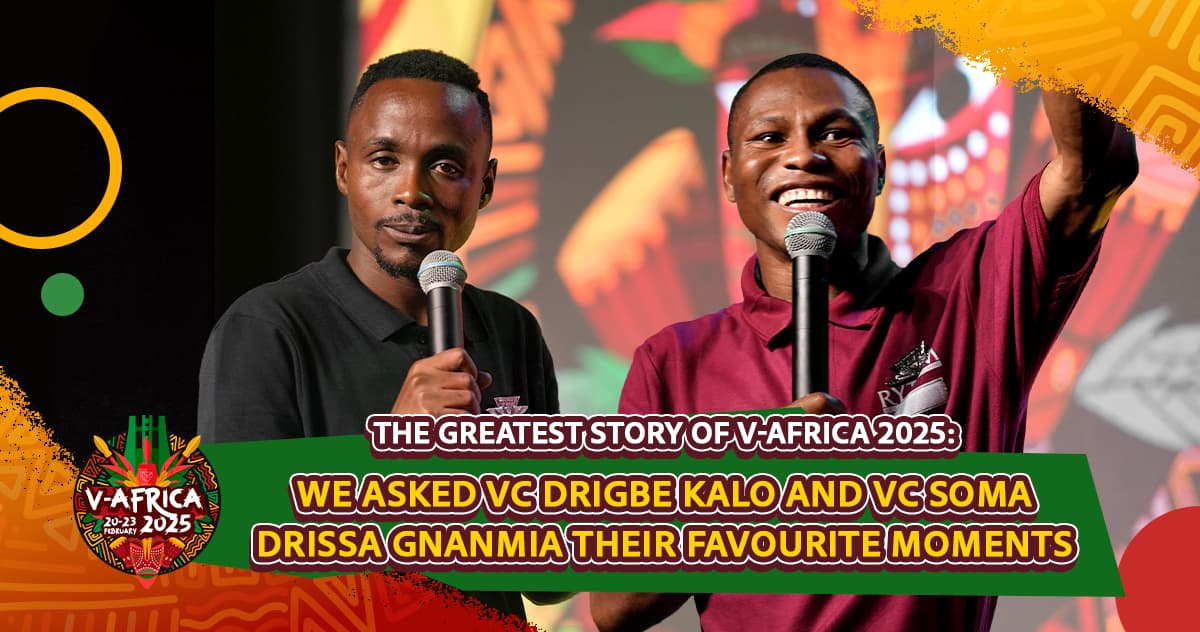 THE GREATEST STORY OF V-AFRICA 2025:
WE ASKED VC DRIGBE KALO AND VC SOMA
DRISSA GNANMIA THEIR FAVOURITE MOMENTS
V-AFRICA
20-23
FEBRUARY
2025